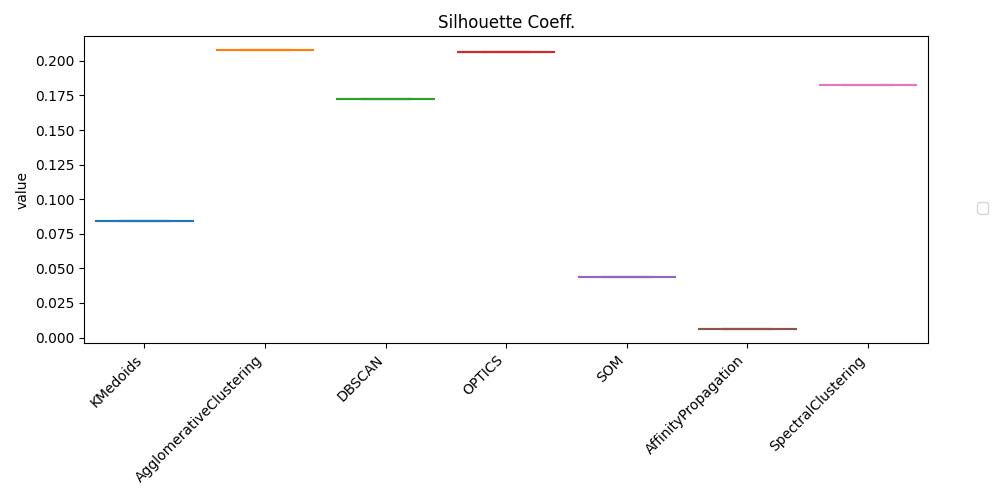 Silhouette Coeff.
value
0.200
0.175
0.150
0.125
0.100
0.075
0.050
0.025
0.000
KMedoids
AgglomerativeClustering
DBSCAN
OPTICS
SOM
AffinityPropagation
SpectralClustering